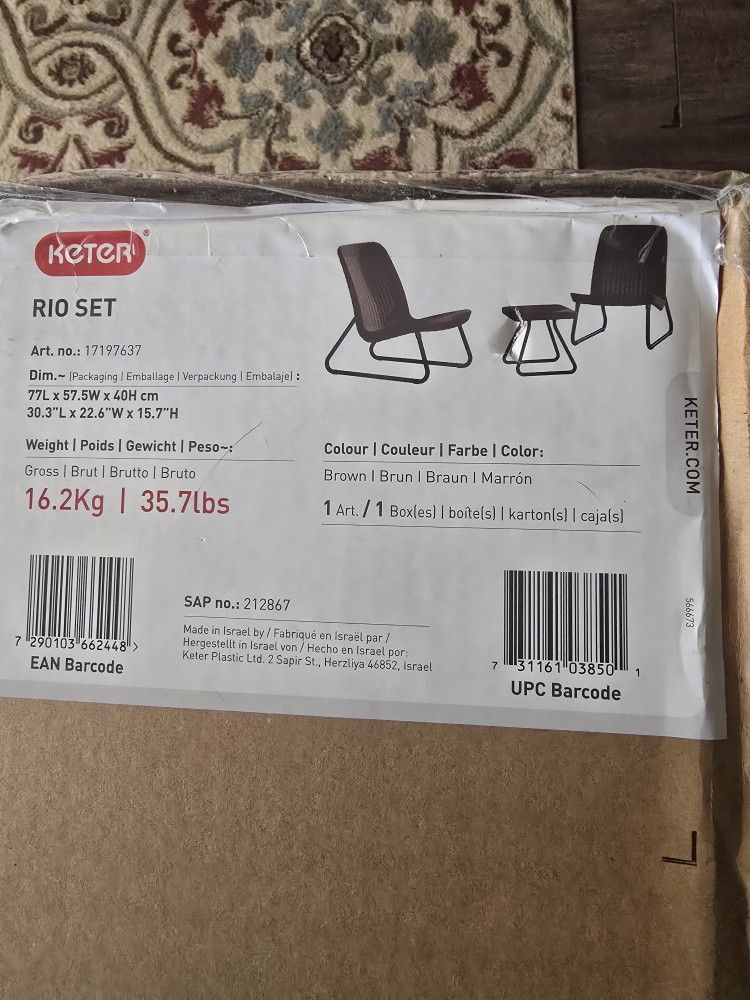 KETER®
RIO SET
Art. no.: 17197637
Dim.~ (Packaging | Emballage | Verpackung | Embalaje) :
77L x 57.5W x 40H cm
30.3”L x 22.6”W x 15.7”H
Weight | Poids | Gewicht | Peso~:
Gross | Brut | Brutto | Bruto
16.2Kg | 35.7lbs
Colour | Couleur | Farbe | Color:
Brown | Brun | Braun | Marrón
1 Art. / 1 Box(es) | boîte(s) | karton(s) | caja(s)
KETER.COM
566673
7 290103 662448 >
EAN Barcode
SAP no.: 212867
Made in Israel by / Fabriqué en Israël par /
Hergestellt in Israel von / Hecho en Israel por:
Keter Plastic Ltd. 2 Sapir St., Herzliya 46852, Israel
7 31161 03850 1
UPC Barcode